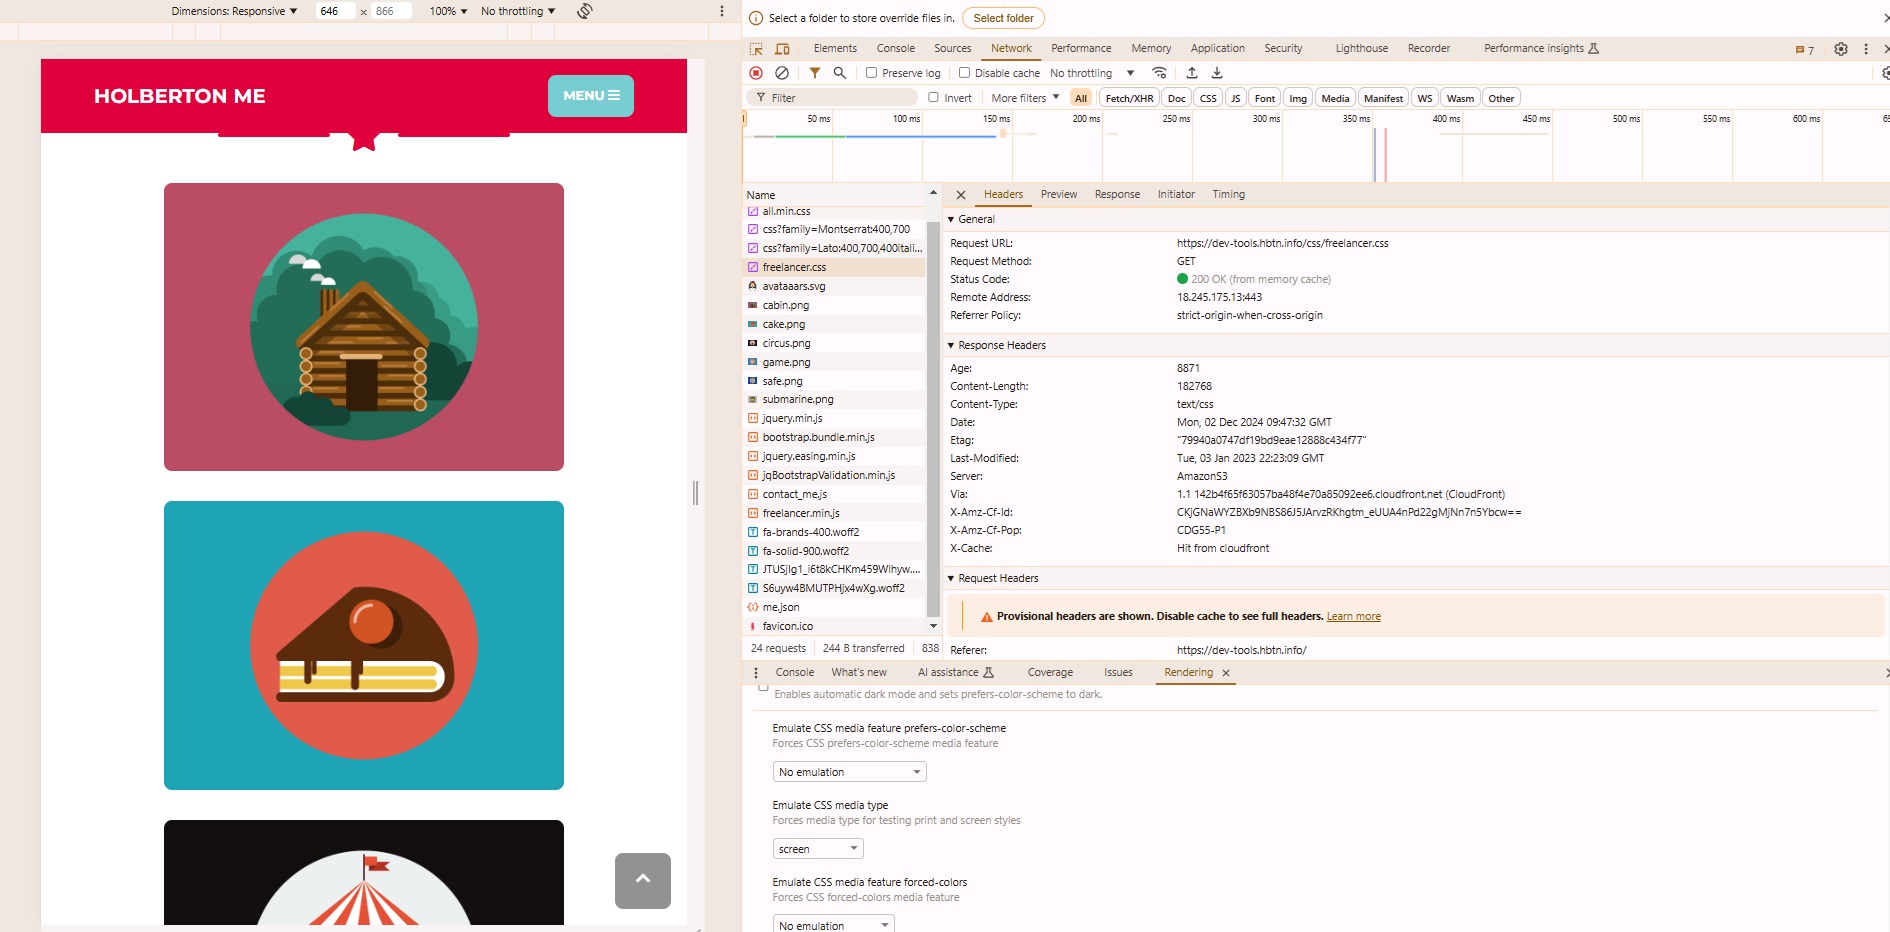 Dimensions: Responsive 646 x 866 100% No throttling
HOLBERTON ME
MENU
Select a folder to store override files in. Select folder
Elements Console Sources Network Performance Memory Application Security Lighthouse Recorder Performance insights 7
Preserve log Disable cache No throttling
Filter Invert More filters All Fetch/XHR Doc CSS JS Font Img Media Manifest WS Wasm Other
50 ms 100 ms 150 ms 200 ms 250 ms 300 ms 350 ms 400 ms 450 ms 500 ms 550 ms 600 ms
Name
all.min.css
css?family=Montserrat:400,700
css?family=Lato:400,700,400itali...
freelancer.css
avataaars.svg
cabin.png
cake.png
circus.png
game.png
safe.png
submarine.png
jquery.min.js
bootstrap.bundle.min.js
jquery.easing.min.js
jqBootstrapValidation.min.js
contact_me.js
freelancer.min.js
fa-brands-400.woff2
fa-solid-900.woff2
JTUSjIg1_i6t8kCHKm459Wlhyw....
S6uyw4BMUTPHjx4wXg.woff2
me.json
favicon.ico
24 requests 244 B transferred 838
Headers Preview Response Initiator Timing
General
Request URL: https://dev-tools.hbtn.info/css/freelancer.css
Request Method: GET
Status Code: 200 OK (from memory cache)
Remote Address: 18.245.175.13:443
Referrer Policy: strict-origin-when-cross-origin
Response Headers
Age: 8871
Content-Length: 182768
Content-Type: text/css
Date: Mon, 02 Dec 2024 09:47:32 GMT
Etag: "79940a0747df19bd9eae12888c434f77"
Last-Modified: Tue, 03 Jan 2023 22:23:09 GMT
Server: AmazonS3
Via: 1.1 142b4f65f63057ba48f4e70a85092ee6.cloudfront.net (CloudFront)
X-Amz-Cf-Id: CKjGNaWYZBXb9NBS86J5JArvzRKhgtm_eUUA4nPd22gMjNn7n5Ybcw==
X-Amz-Cf-Pop: CDG55-P1
X-Cache: Hit from cloudfront
Request Headers
Provisional headers are shown. Disable cache to see full headers. Learn more
Referer: https://dev-tools.hbtn.info/
Console What's new AI assistance Coverage Issues Rendering
Enables automatic dark mode and sets prefers-color-scheme to dark.
Emulate CSS media feature prefers-color-scheme
Forces CSS prefers-color-scheme media feature
No emulation
Emulate CSS media type
Forces media type for testing print and screen styles
screen
Emulate CSS media feature forced-colors
Forces CSS forced-colors media feature
No emulation